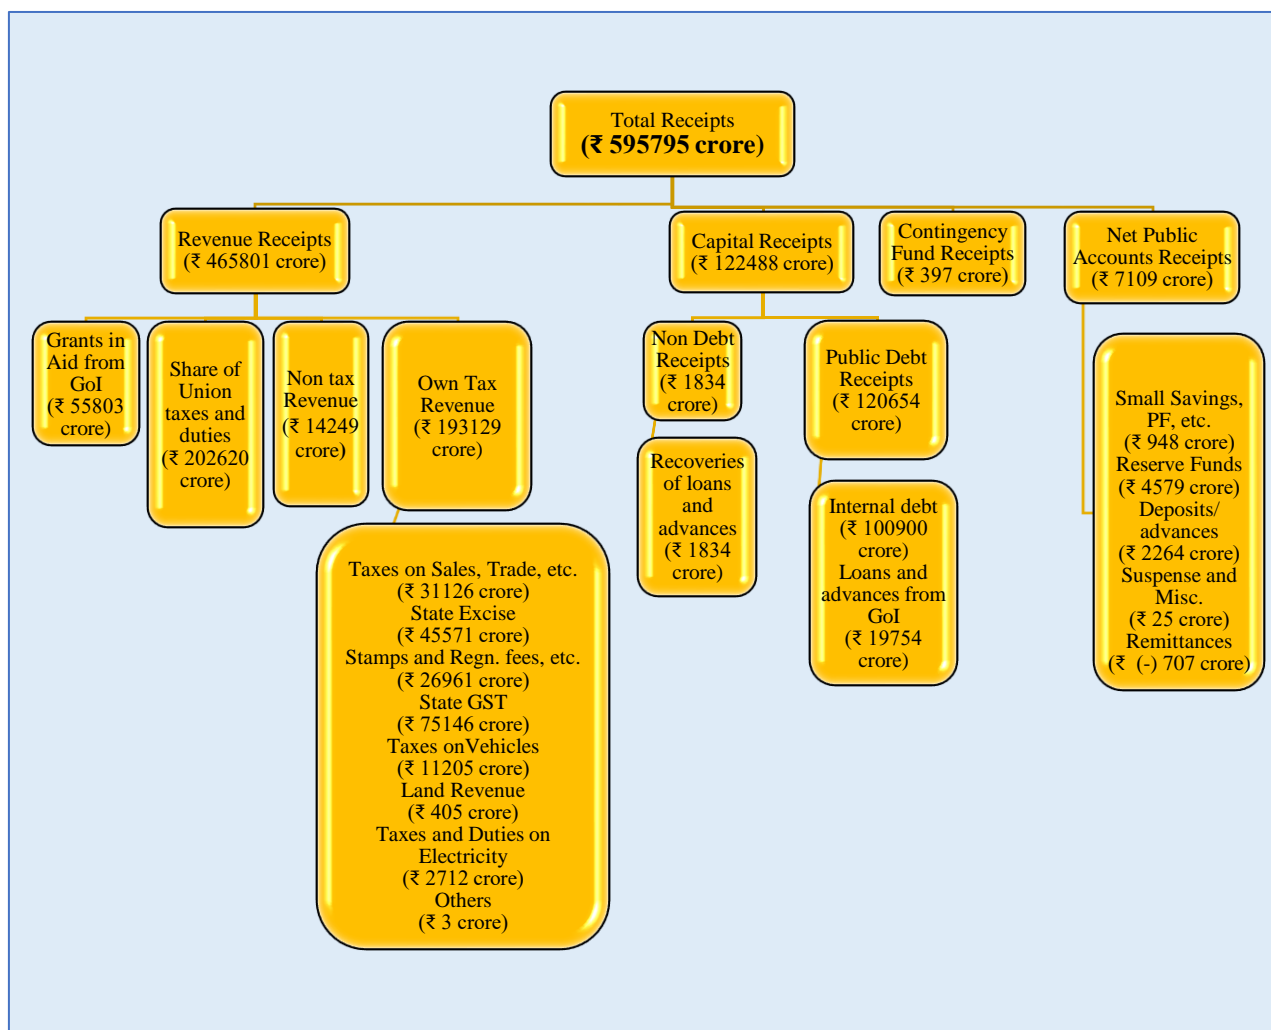 Total Receipts
(₹ 595795 crore)
Revenue Receipts
(₹ 465801 crore)
Capital Receipts
(₹ 122488 crore)
Contingency
Fund Receipts
(₹ 397 crore)
Net Public
Accounts Receipts
(₹ 7109 crore)
Grants in
Aid from
GoI
(₹ 55803
crore)
Share of
Union
taxes and
duties
(₹ 202620
crore)
Non tax
Revenue
(₹ 14249
crore)
Own Tax
Revenue
(₹ 193129
crore)
Taxes on Sales, Trade, etc.
(₹ 31126 crore)
State Excise
(₹ 45571 crore)
Stamps and Regn. fees, etc.
(₹ 26961 crore)
State GST
(₹ 75146 crore)
Taxes onVehicles
(₹ 11205 crore)
Land Revenue
(₹ 405 crore)
Taxes and Duties on
Electricity
(₹ 2712 crore)
Others
(₹ 3 crore)
Non Debt
Receipts
(₹ 1834
crore)
Recoveries
of loans
and
advances
(₹ 1834
crore)
Public Debt
Receipts
(₹ 120654
crore)
Internal debt
(₹ 100900
crore)
Loans and
advances from
GoI
(₹ 19754
crore)
Small Savings,
PF, etc.
(₹ 948 crore)
Reserve Funds
(₹ 4579 crore)
Deposits/
advances
(₹ 2264 crore)
Suspense and
Misc.
(₹ 25 crore)
Remittances
(₹ (-) 707 crore)